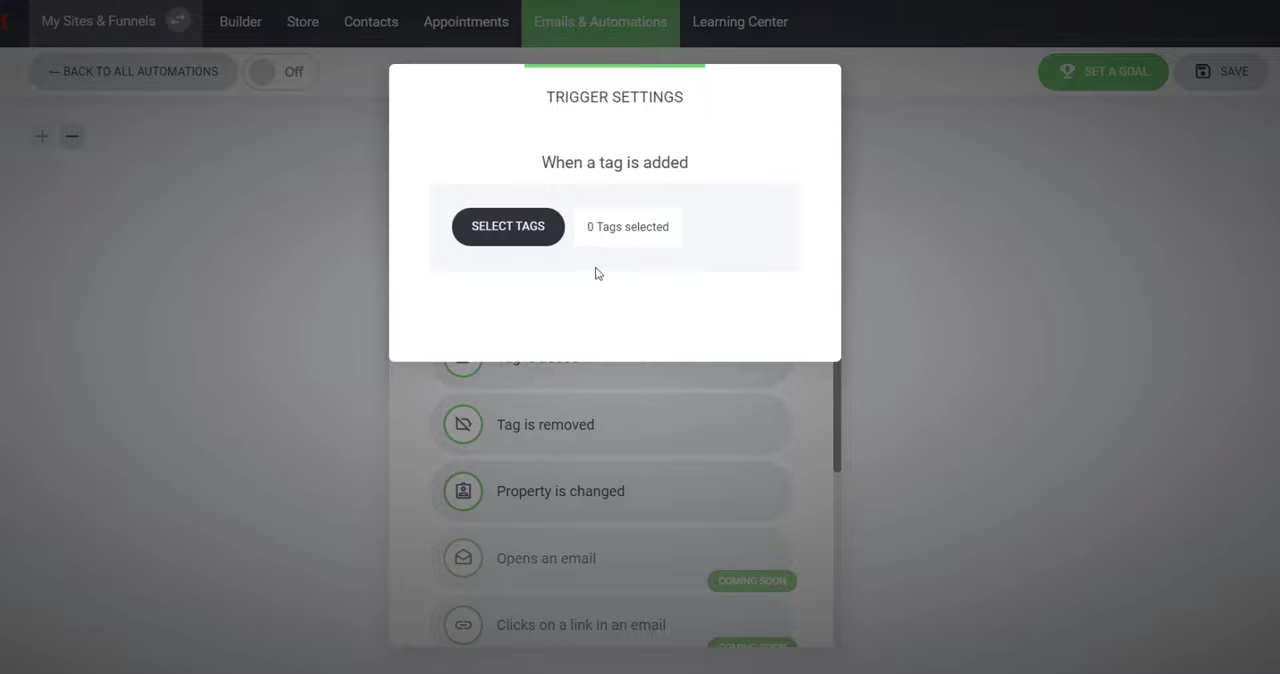 My Sites & Funnels Builder Store Contacts Appointments Emails & Automations Learning Center
← BACK TO ALL AUTOMATIONS Off SET A GOAL SAVE
TRIGGER SETTINGS
When a tag is added
SELECT TAGS 0 Tags selected
Tag is removed
Property is changed
Opens an email
COMING SOON
Clicks on a link in an email
COMING SOON